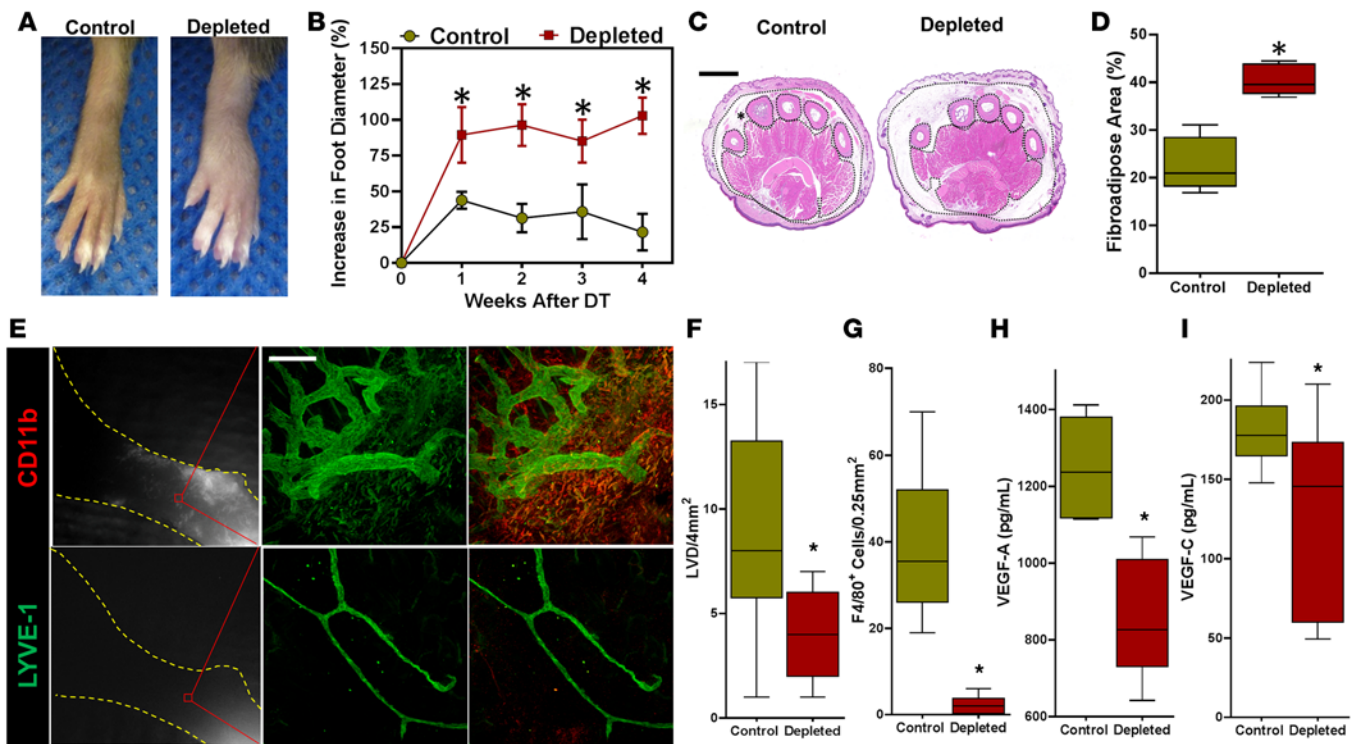 A
Control
Depleted
B
Control
Depleted
Increase in Foot Diameter (%)
150
125
100
75
50
25
0
*
*
*
*
0
1
2
3
4
Weeks After DT
C
Control
Depleted
*
D
Fibroadipose Area (%)
50
40
30
20
10
0
*
Control
Depleted
E
CD11b
LYVE-1
F
LVD/4mm²
15
10
5
0
*
Control
Depleted
G
F4/80⁺ Cells/0.25mm²
80
60
40
20
0
*
Control
Depleted
H
VEGF-A (pg/mL)
1400
1200
1000
800
600
*
Control
Depleted
I
VEGF-C (pg/mL)
200
150
100
50
0
*
Control
Depleted